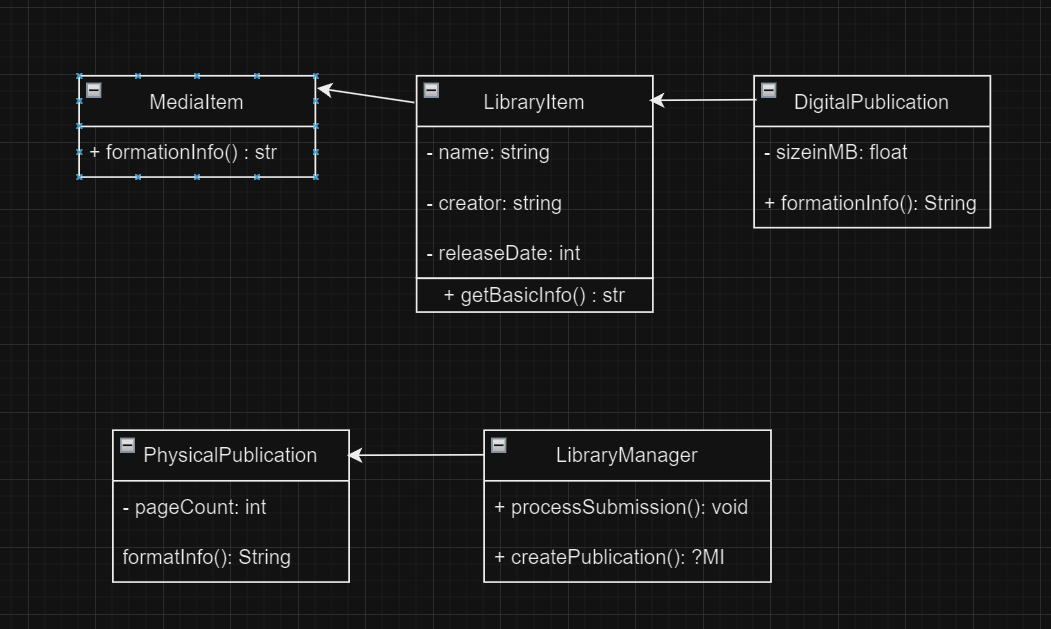 MediaItem
+ formationInfo() : str
LibraryItem
- name: string
- creator: string
- releaseDate: int
+ getBasicInfo() : str
DigitalPublication
- sizeinMB: float
+ formationInfo(): String
PhysicalPublication
- pageCount: int
formatInfo(): String
LibraryManager
+ processSubmission(): void
+ createPublication(): ?MI